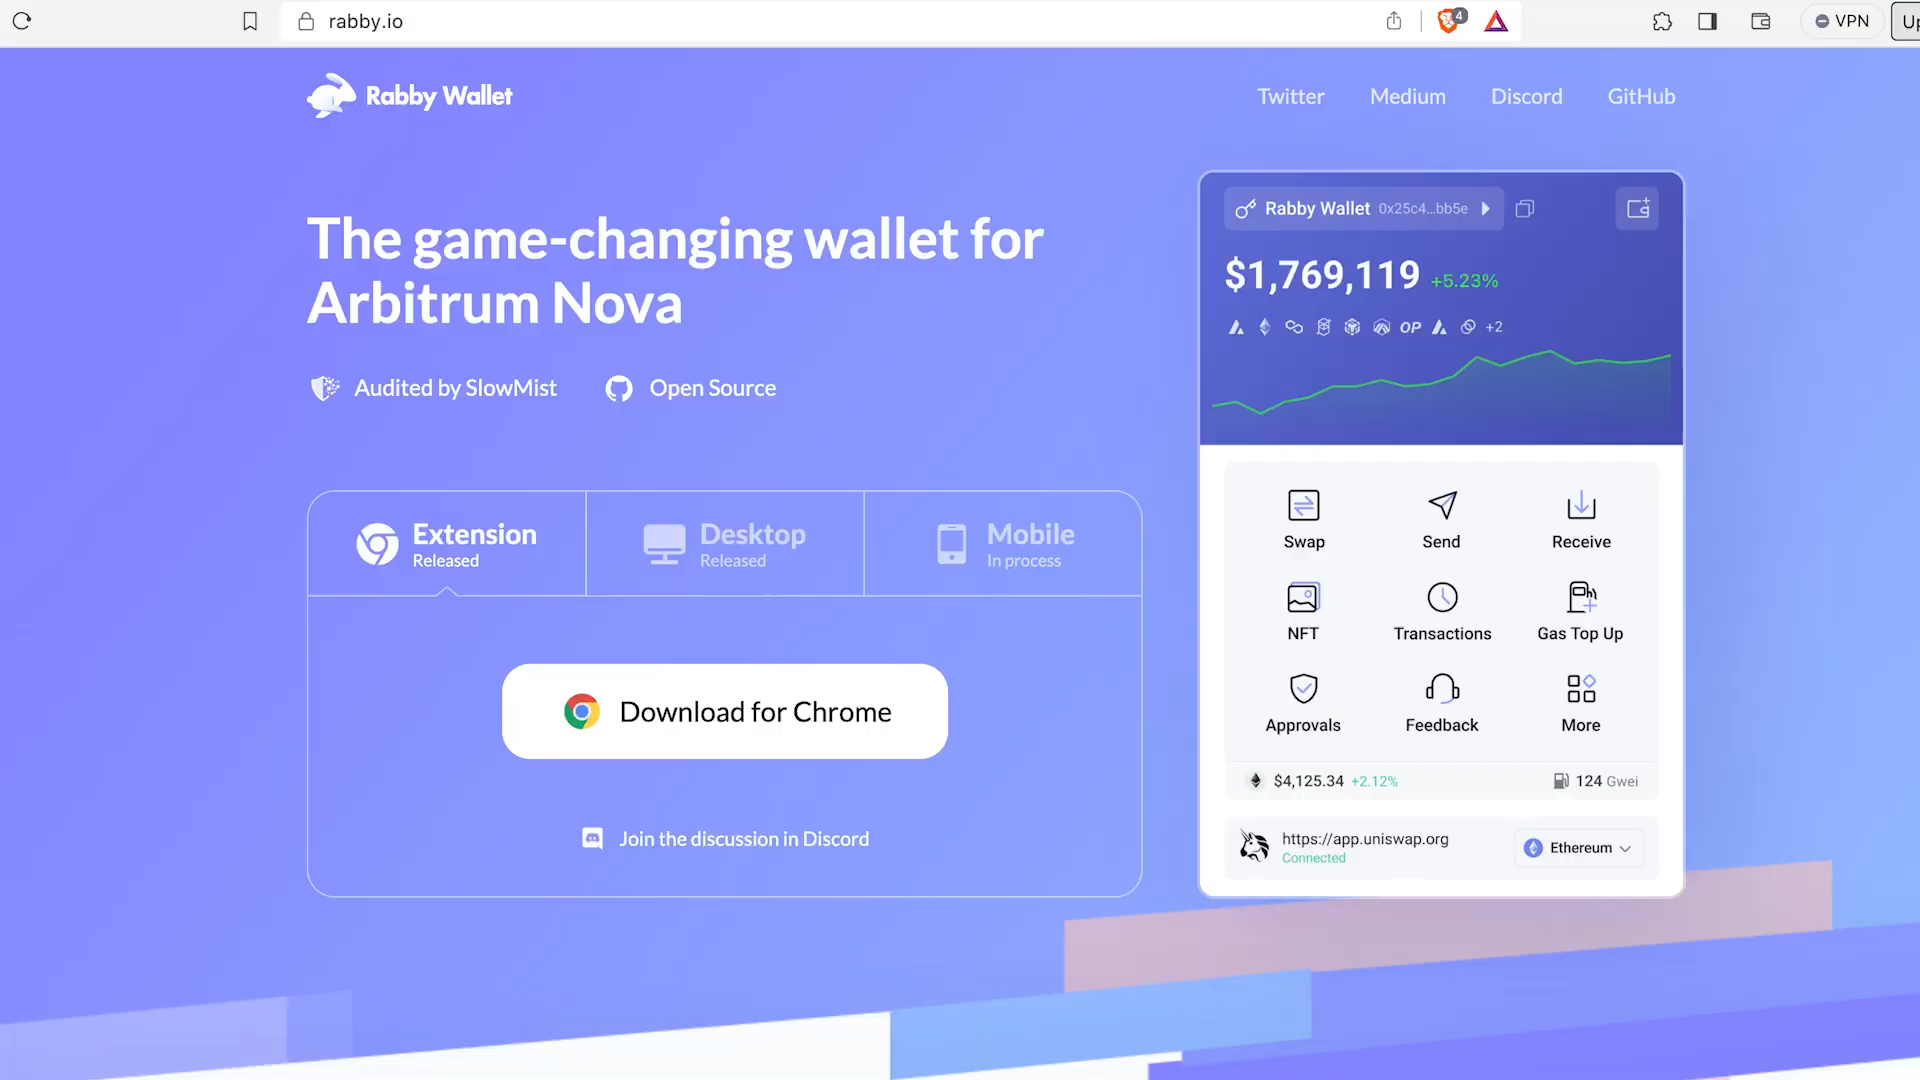 rabby.io
4
VPN
Up
Rabby Wallet
Twitter
Medium
Discord
GitHub
The game-changing wallet for
Arbitrum Nova
Audited by SlowMist
Open Source
Extension
Released
Desktop
Released
Mobile
In process
Download for Chrome
Join the discussion in Discord
Rabby Wallet 0x25c4...bb5e
$1,769,119 +5.23%
OP
+2
Swap
Send
Receive
NFT
Transactions
Gas Top Up
Approvals
Feedback
More
$4,125.34 +2.12%
124 Gwei
https://app.uniswap.org
Connected
Ethereum